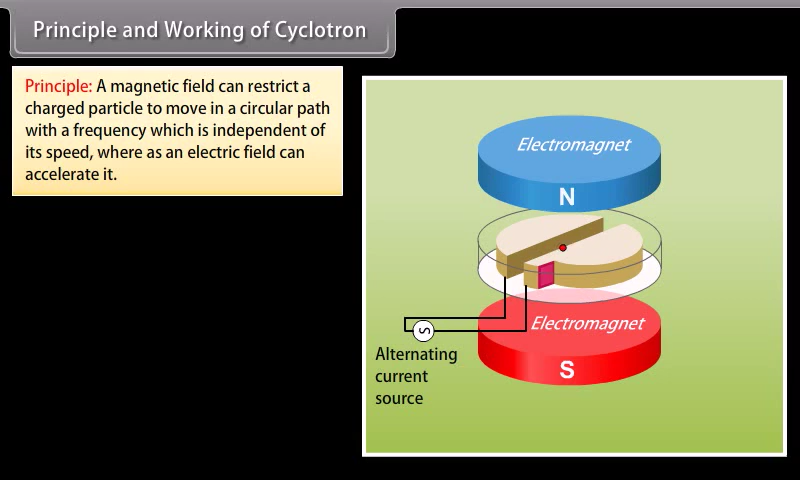 Principle and Working of Cyclotron
Principle: A magnetic field can restrict a
charged particle to move in a circular path
with a frequency which is independent of
its speed, where as an electric field can
accelerate it.
Electromagnet
N
Electromagnet
S
S
Alternating
current
source